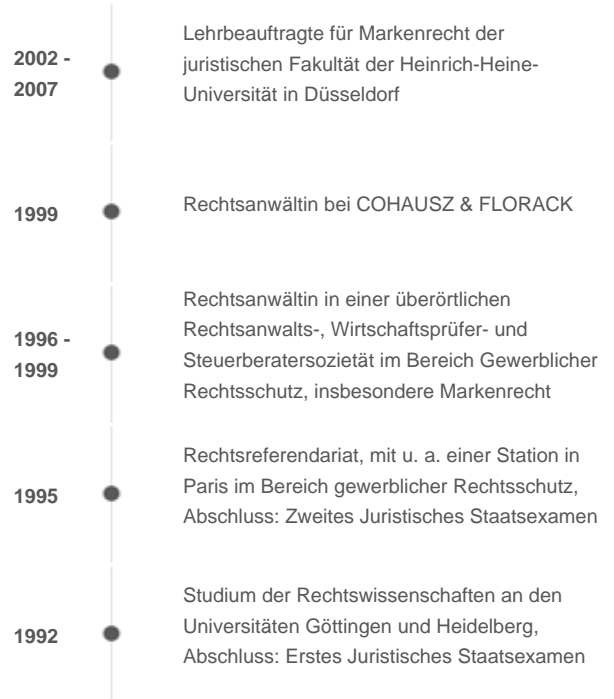 2002 -
2007
Lehrbeauftragte für Markenrecht der
juristischen Fakultät der Heinrich-Heine-
Universität in Düsseldorf
1999
Rechtsanwältin bei COHAUSZ & FLORACK
1996 -
1999
Rechtsanwältin in einer überörtlichen
Rechtsanwalts-, Wirtschaftsprüfer- und
Steuerberatersozietät im Bereich Gewerblicher
Rechtsschutz, insbesondere Markenrecht
1995
Rechtsreferendariat, mit u. a. einer Station in
Paris im Bereich gewerblicher Rechtsschutz,
Abschluss: Zweites Juristisches Staatsexamen
1992
Studium der Rechtswissenschaften an den
Universitäten Göttingen und Heidelberg,
Abschluss: Erstes Juristisches Staatsexamen